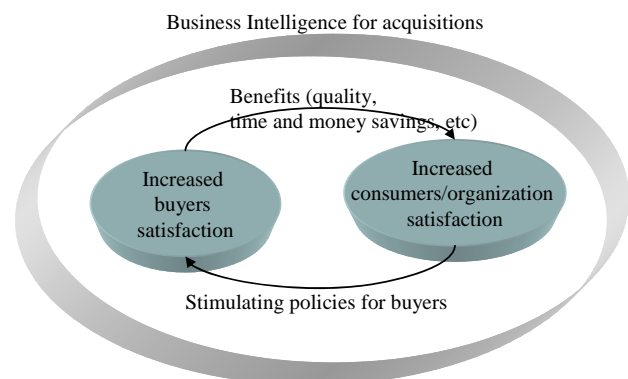 Business Intelligence for acquisitions
Benefits (quality,
time and money savings, etc)
Increased
buyers
satisfaction
Increased
consumers/organization
satisfaction
Stimulating policies for buyers